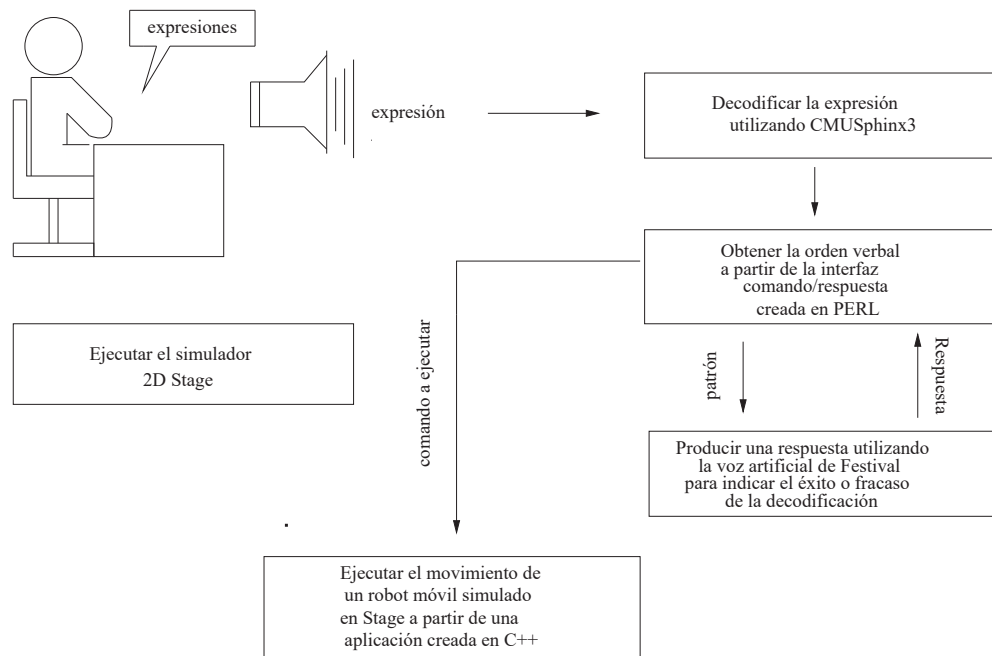 expresiones
expresión
Decodificar la expresión
utilizando CMUSphinx3
Obtener la orden verbal
a partir de la interfaz
comando/respuesta
creada en PERL
Ejecutar el simulador
2D Stage
comando a ejecutar
patrón
Respuesta
Producir una respuesta utilizando
la voz artificial de Festival
para indicar el éxito o fracaso
de la decodificación
Ejecutar el movimiento de
un robot móvil simulado
en Stage a partir de una
aplicación creada en C++